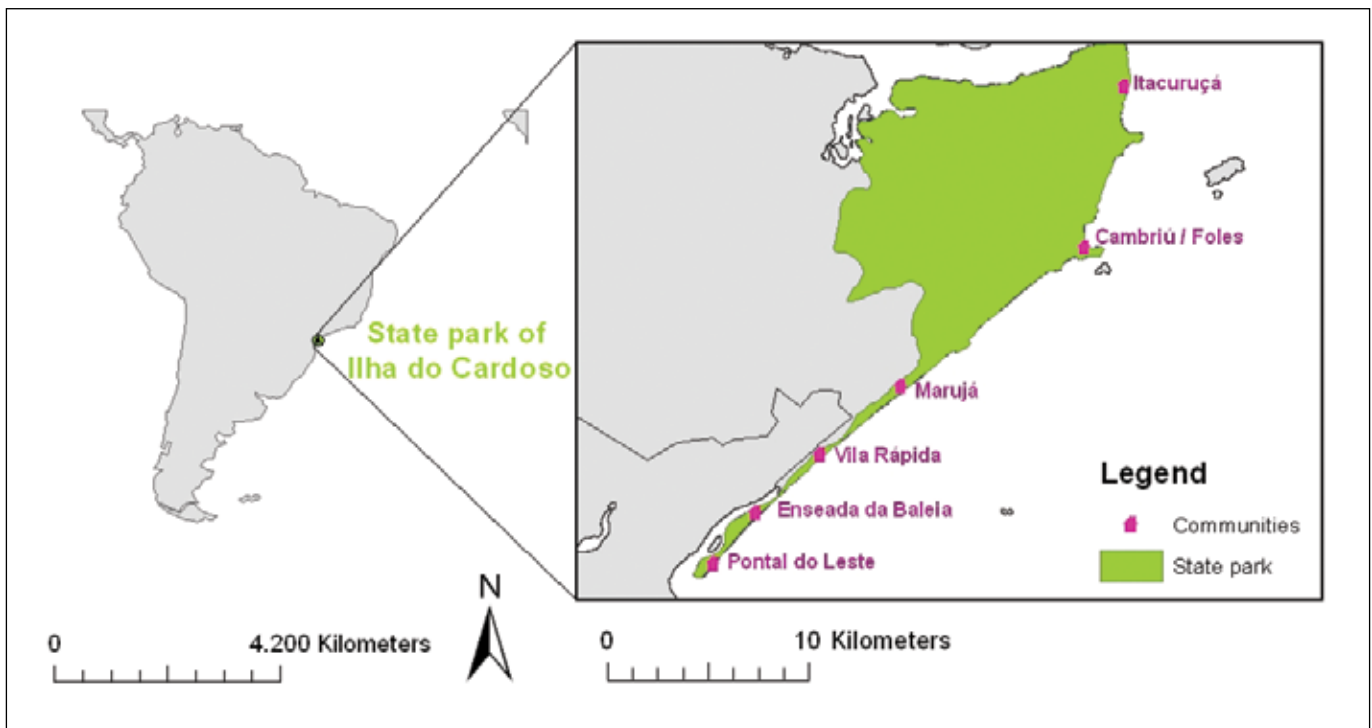 State park of
Ilha do Cardoso
Itacuruçá
Cambriú / Foles
Marujá
Vila Rápida
Enseada da Baleia
Pontal do Leste
Legend
Communities
State park
N
0 4.200 Kilometers
0 10 Kilometers